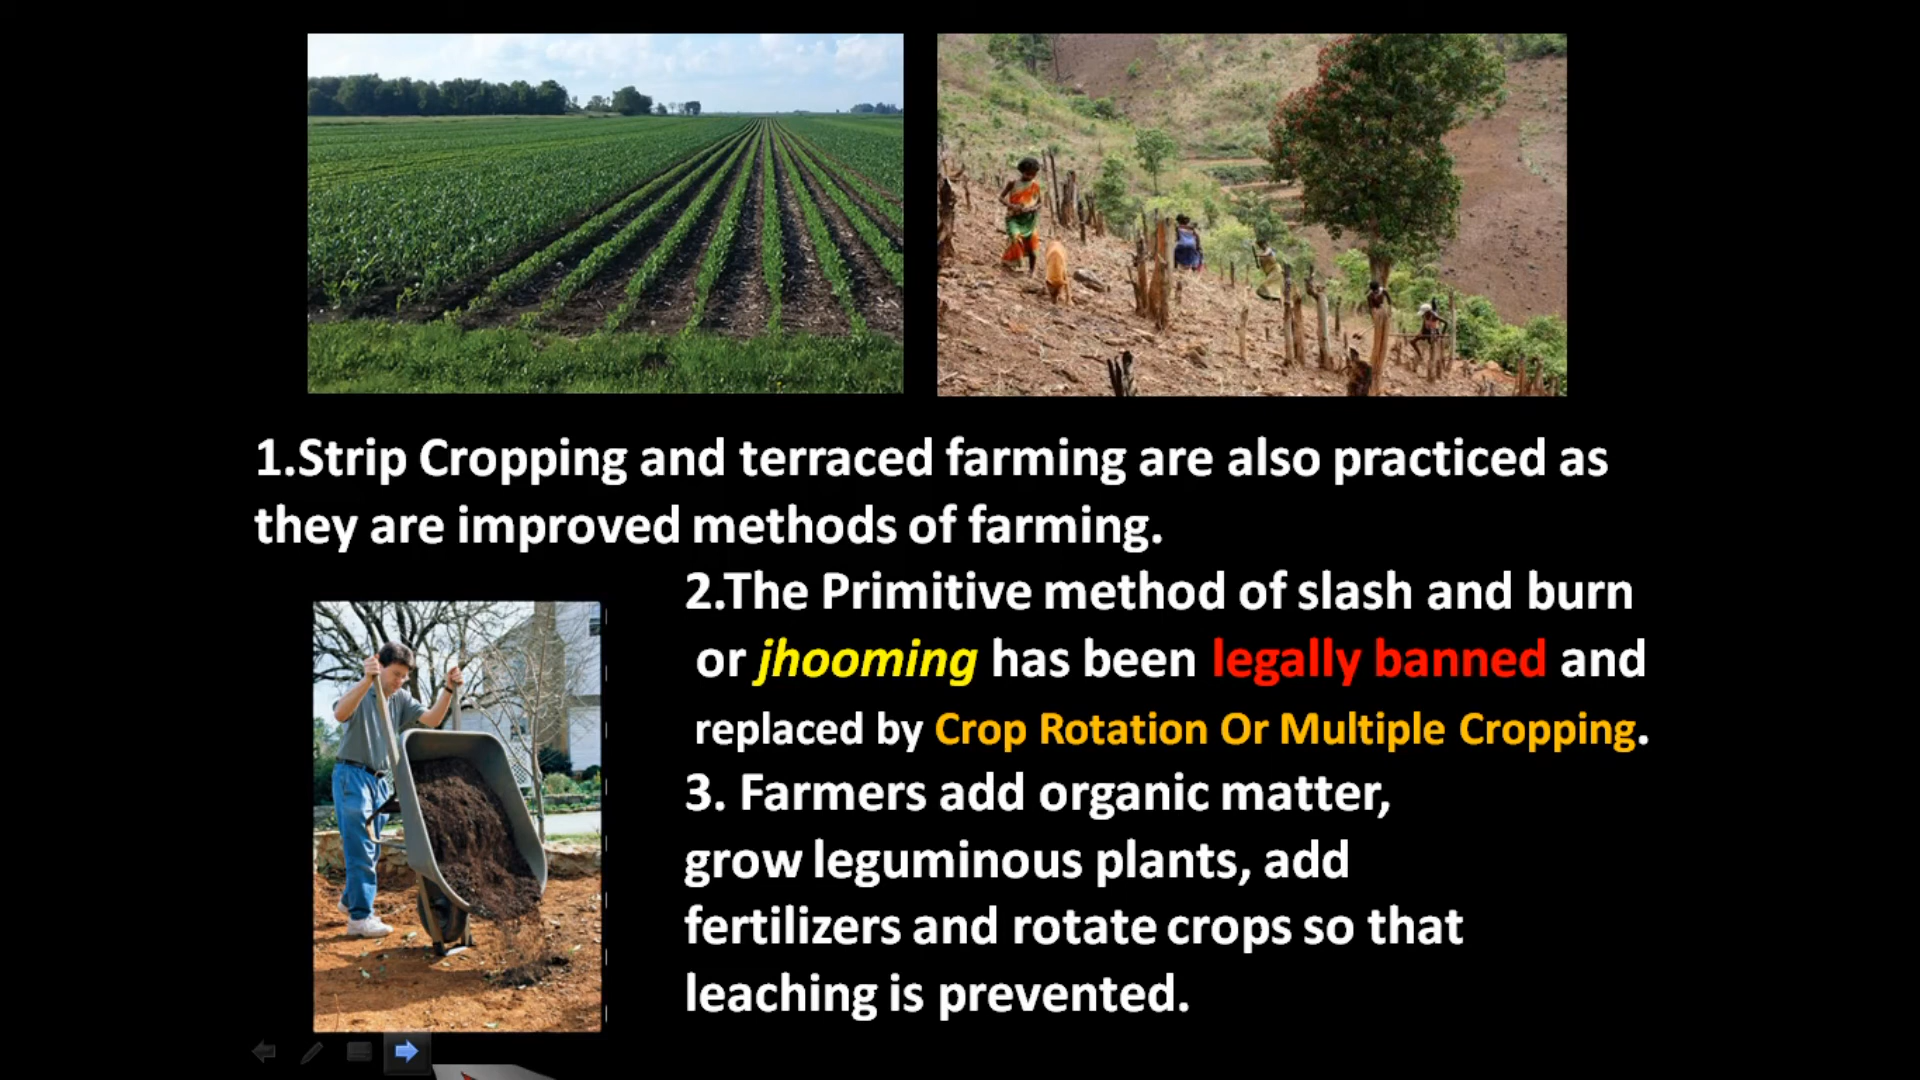 1.Strip Cropping and terraced farming are also practiced as
they are improved methods of farming.
2.The Primitive method of slash and burn
or jhooming has been legally banned and
replaced by Crop Rotation Or Multiple Cropping.
3. Farmers add organic matter,
grow leguminous plants, add
fertilizers and rotate crops so that
leaching is prevented.